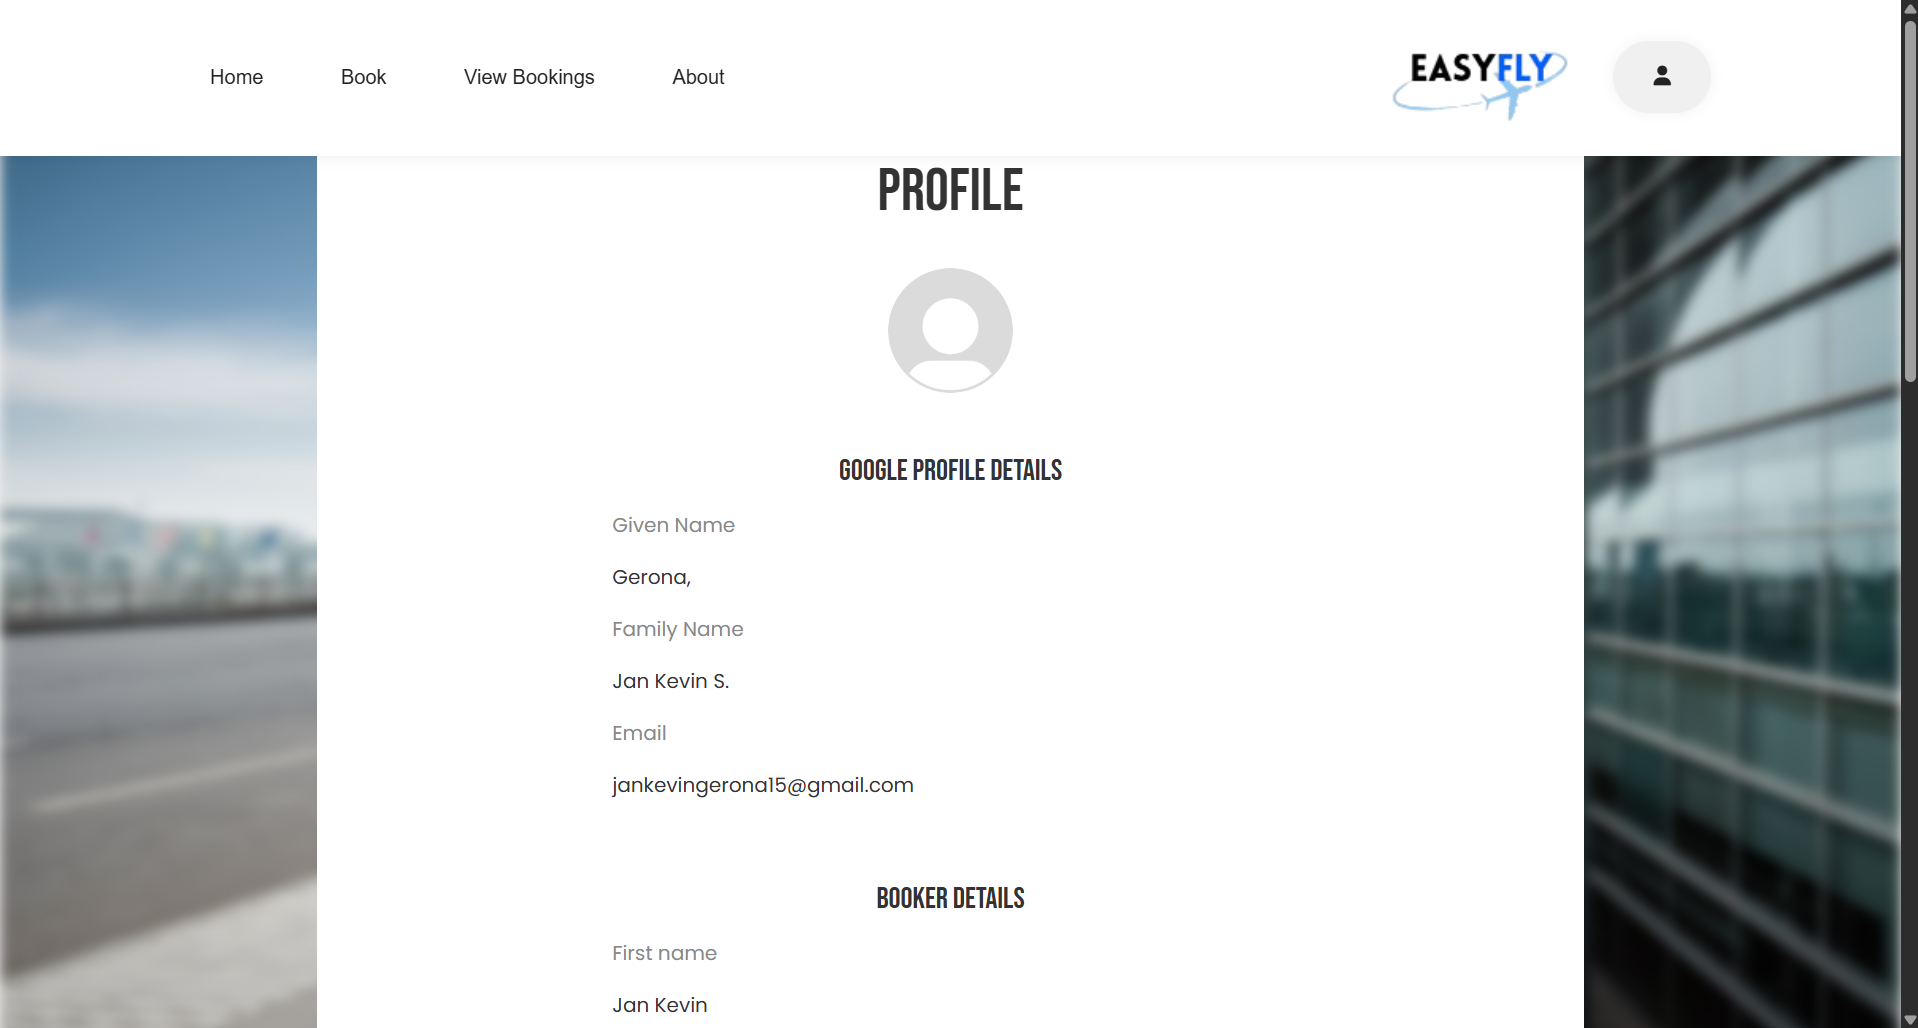 Home
Book
View Bookings
About
EASYFLY
PROFILE
GOOGLE PROFILE DETAILS
Given Name
Gerona,
Family Name
Jan Kevin S.
Email
jankevingerona15@gmail.com
BOOKER DETAILS
First name
Jan Kevin